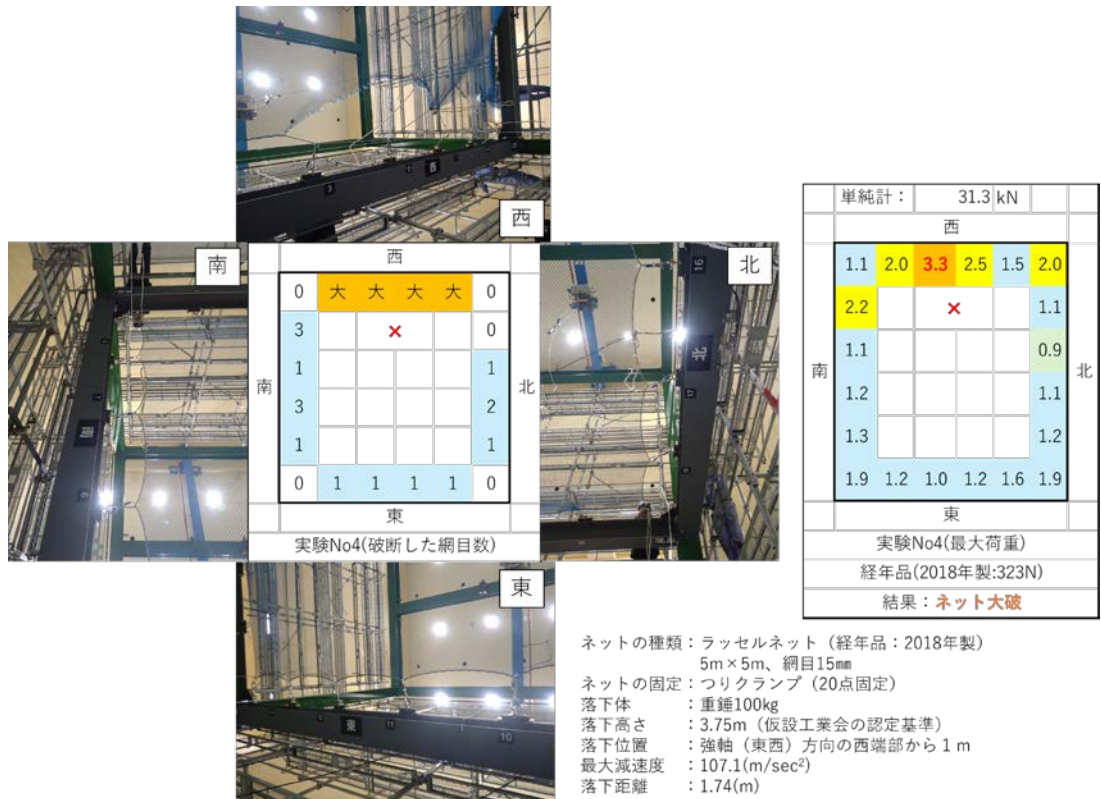 西
3
西
単純計： 31.3 kN
西
1.1 2.0 3.3 2.5 1.5 2.0
2.2 × 1.1
1.1 0.9
南 北
1.2 1.1
1.3 1.2
1.9 1.2 1.0 1.2 1.6 1.9
東
実験No4(最大荷重)
経年品(2018年製:323N)
結果：ネット大破
南
南
西
0 大 大 大 大 0
3 × 0
1 1
南 北
3 2
1 1
0 1 1 1 1 0
東
実験No4(破断した網目数)
北
16
北
17
東
東
11
10
ネットの種類：ラッセルネット（経年品：2018年製）
5m×5m、網目15㎜
ネットの固定：つりクランプ（20点固定）
落下体　　　：重錘100kg
落下高さ　　：3.75m（仮設工業会の認定基準）
落下位置　　：強軸（東西）方向の西端部から１ｍ
最大減速度　：107.1(m/sec²)
落下距離　　：1.74(m)